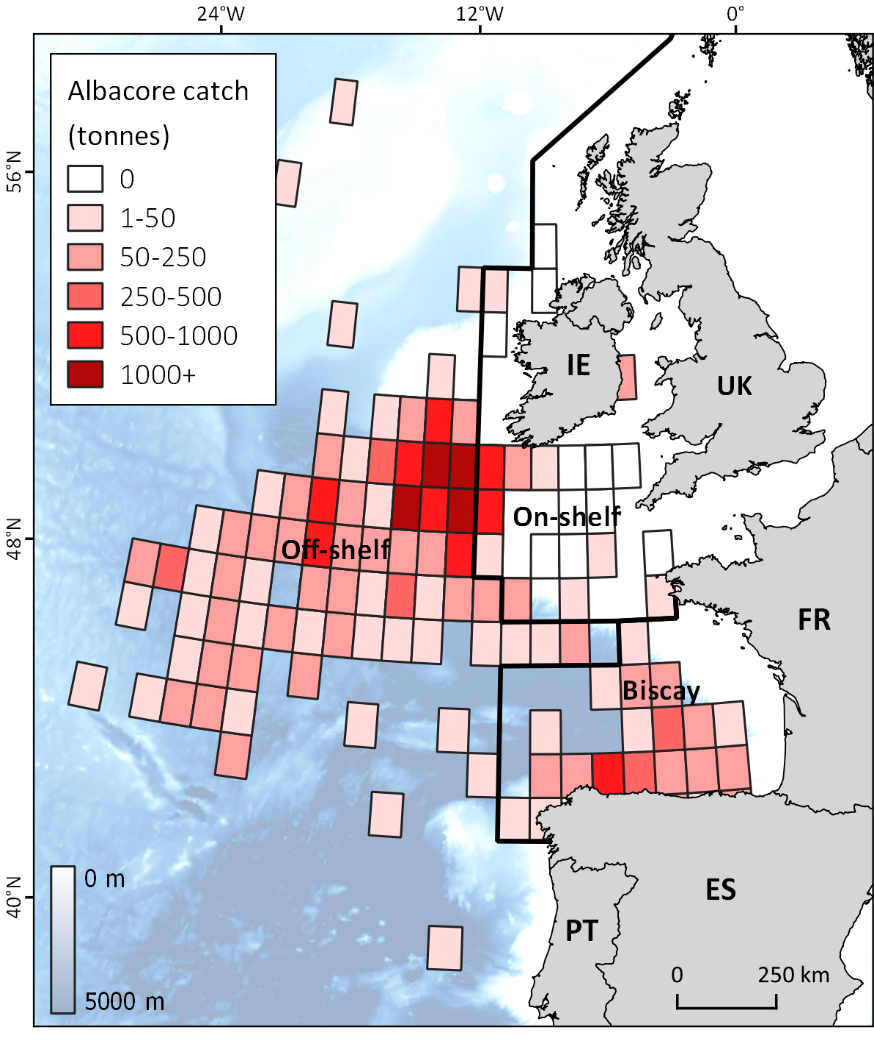 24°W
12°W
0°
Albacore catch
(tonnes)
0
1-50
50-250
250-500
500-1000
1000+
56°N
IE
UK
48°N
On-shelf
Off-shelf
FR
Biscay
40°N
0 m
5000 m
ES
PT
0
250 km